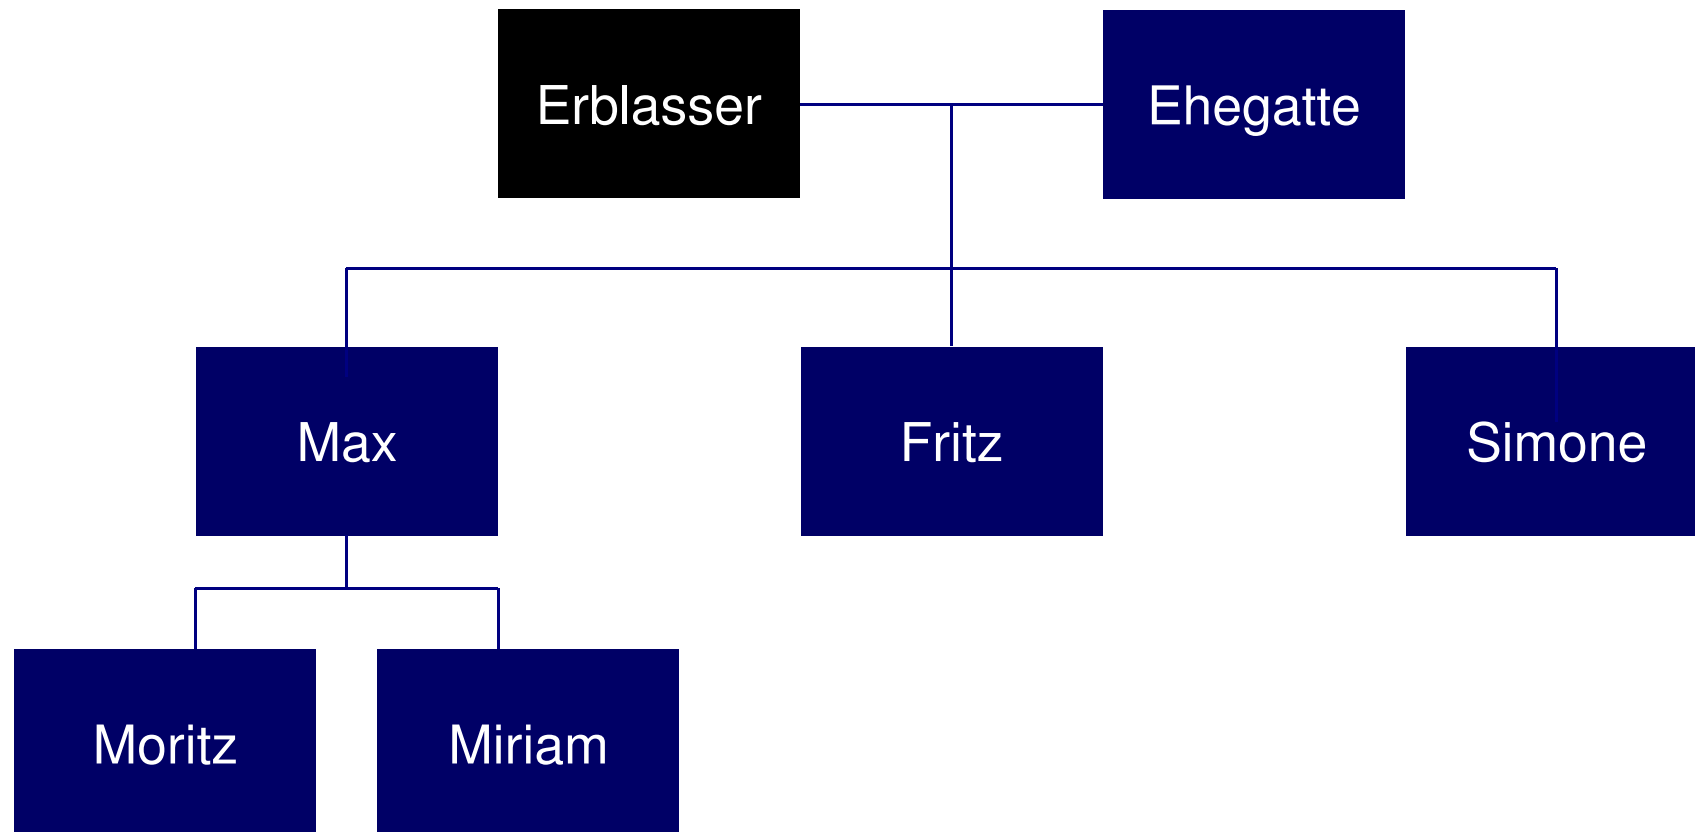 Erblasser
Ehegatte
Max
Fritz
Simone
Moritz
Miriam